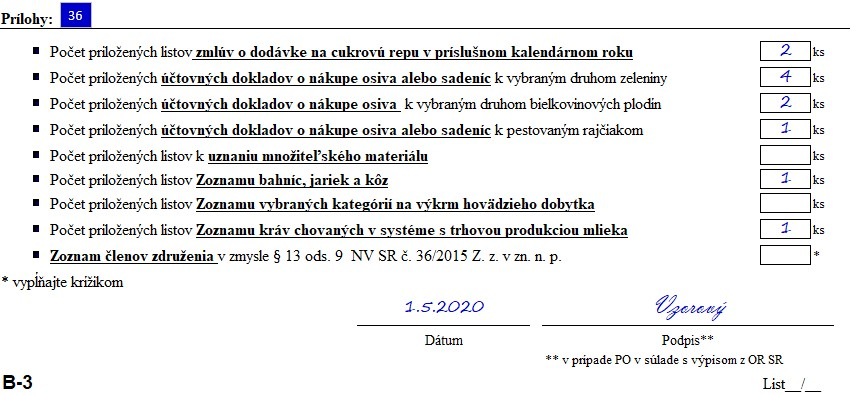 Prílohy: 36
Počet priložených listov zmlúv o dodávke na cukrovú repu v príslušnom kalendárnom roku 2 ks
Počet priložených účtovných dokladov o nákupe osiva alebo sadeníc k vybraným druhom zeleniny 4 ks
Počet priložených účtovných dokladov o nákupe osiva k vybraným druhom bielkovinových plodín 2 ks
Počet priložených účtovných dokladov o nákupe osiva alebo sadeníc k pestovaným rajčiakom 1 ks
Počet priložených listov k uznaniu množiteľského materiálu ks
Počet priložených listov Zoznamu bahníc, jariek a kôz 1 ks
Počet priložených listov Zoznamu vybraných kategórií na výkrm hovädzieho dobytka ks
Počet priložených listov Zoznamu kráv chovaných v systéme s trhovou produkciou mlieka 1 ks
Zoznam členov združenia v zmysle § 13 ods. 9 NV SR č. 36/2015 Z. z. v zn. n. p. *
* vypĺňajte krížikom
1.5.2020 Vzorový
Dátum Podpis**
** v prípade PO v súlade s výpisom z OR SR
B-3 List__/__